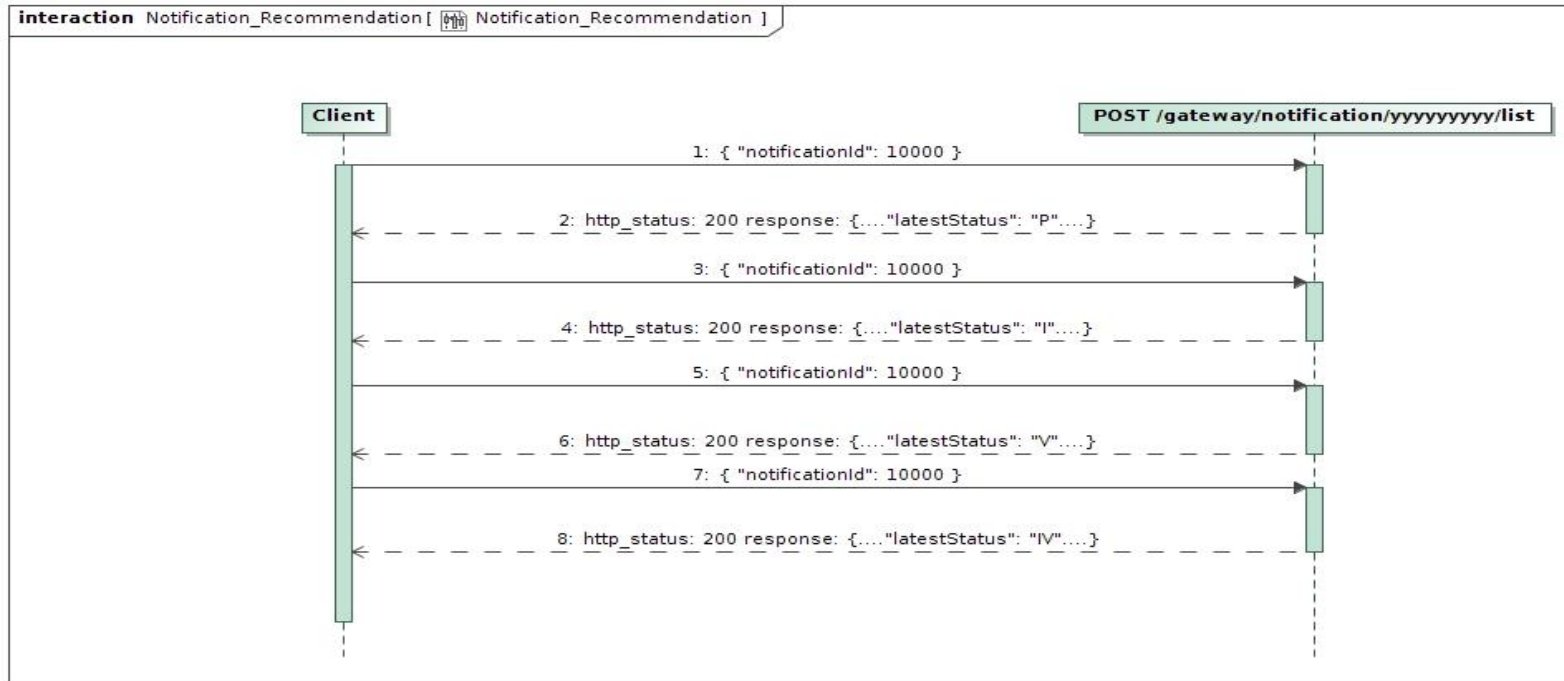 interaction Notification_Recommendation [ Notification_Recommendation ]
Client
POST /gateway/notification/yyyyyyyyy/list
1: { "notificationId": 10000 }
2: http_status: 200 response: {...."latestStatus": "P"....}
3: { "notificationId": 10000 }
4: http_status: 200 response: {...."latestStatus": "I"....}
5: { "notificationId": 10000 }
6: http_status: 200 response: {...."latestStatus": "V"....}
7: { "notificationId": 10000 }
8: http_status: 200 response: {...."latestStatus": "IV"....}